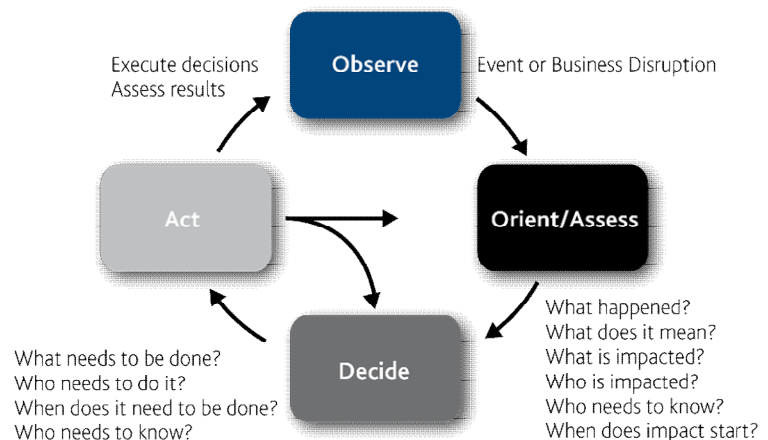 Observe
Execute decisions
Assess results
Event or Business Disruption
Act
Orient/Assess
What happened?
What does it mean?
What is impacted?
Who is impacted?
Who needs to know?
When does impact start?
Decide
What needs to be done?
Who needs to do it?
When does it need to be done?
Who needs to know?